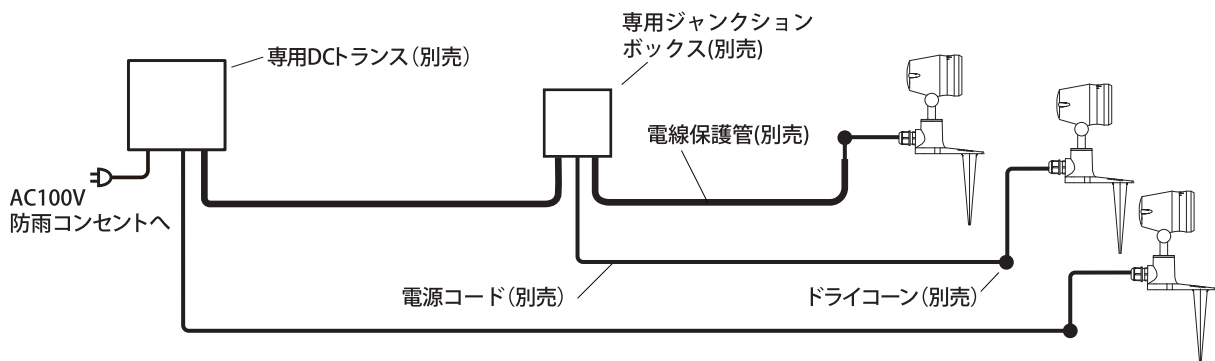 専用DCトランス（別売）
専用ジャンクション
ボックス(別売)
電線保護管(別売)
AC100V
防雨コンセントへ
電源コード（別売）
ドライコーン（別売）